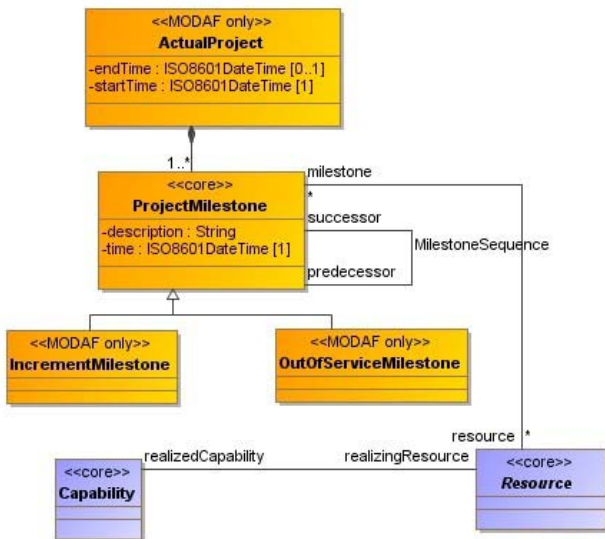 <<MODAF only>>
ActualProject
-endTime : ISO8601DateTime [0..1]
-startTime : ISO8601DateTime [1]
1..*
milestone
*
<<core>>
ProjectMilestone
-description : String
-time : ISO8601DateTime [1]
successor
MilestoneSequence
predecessor
<<MODAF only>>
IncrementMilestone
<<MODAF only>>
OutOfServiceMilestone
resource
*
realizedCapability
realizingResource
<<core>>
Capability
<<core>>
Resource